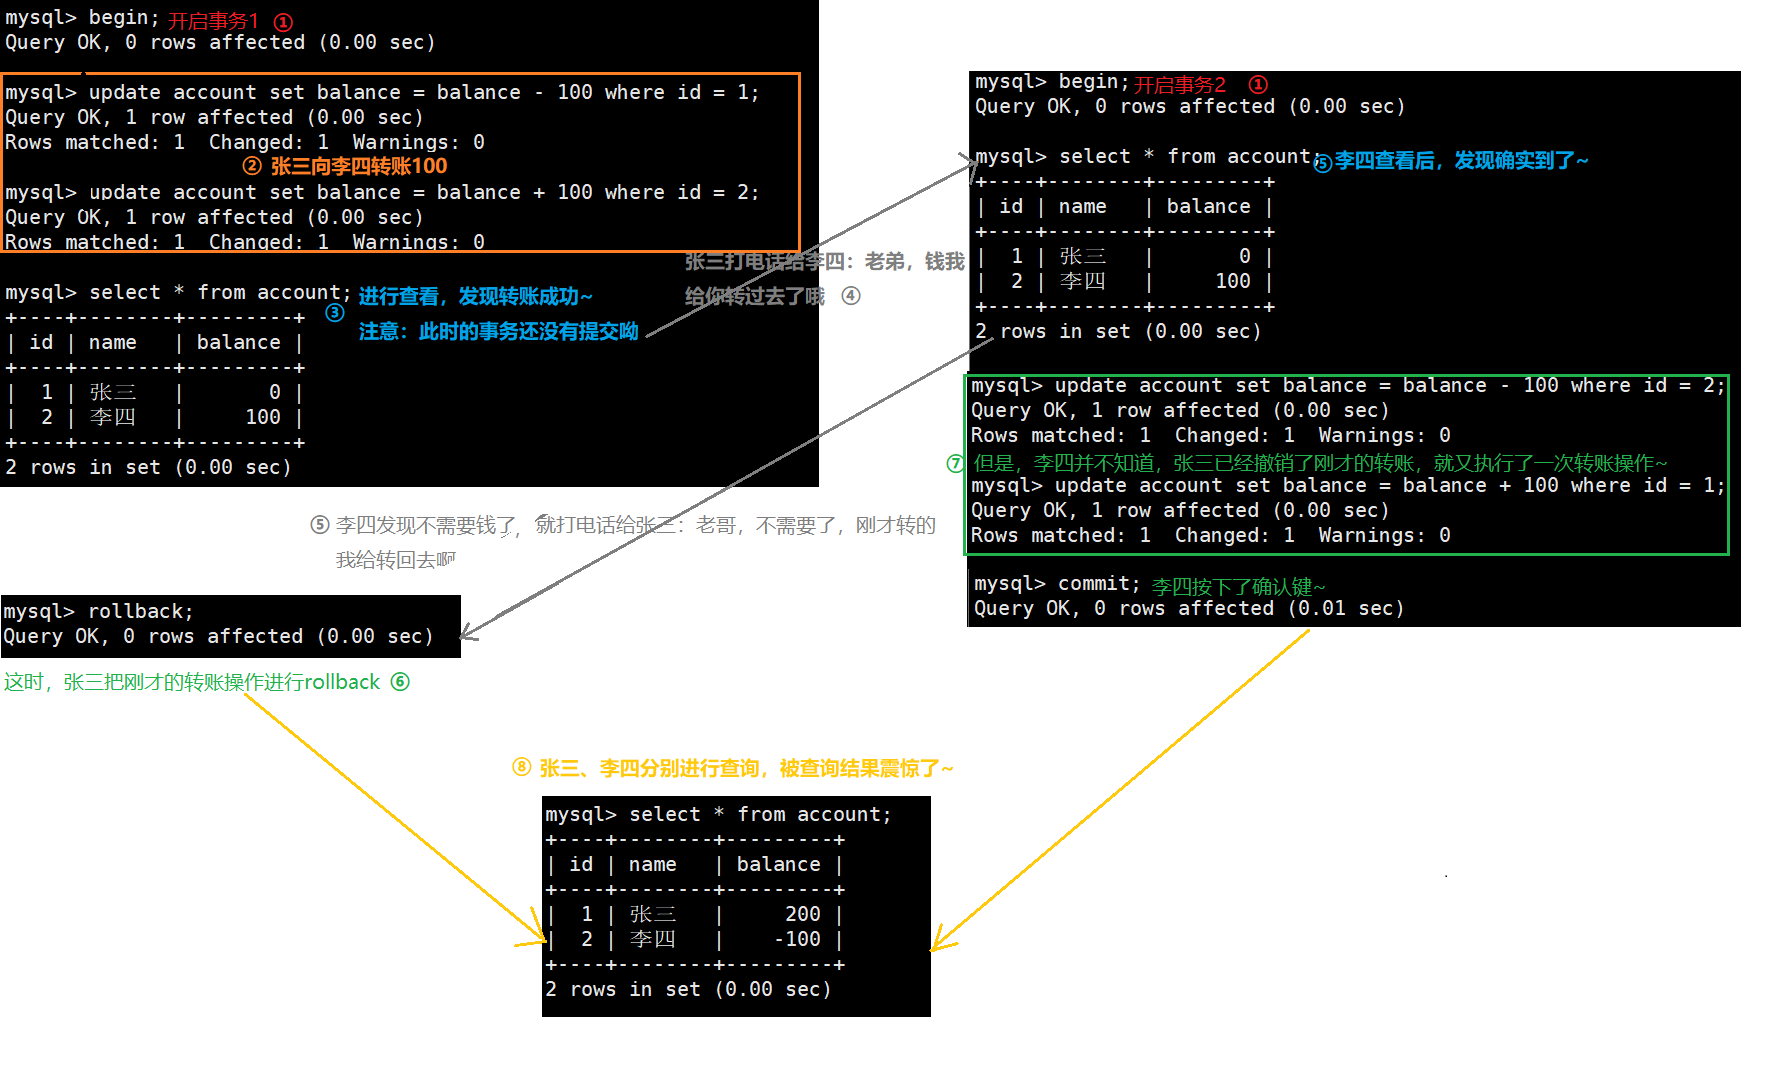 mysql> begin; 开启事务1 ①
Query OK, 0 rows affected (0.00 sec)
mysql> update account set balance = balance - 100 where id = 1;
Query OK, 1 row affected (0.00 sec)
Rows matched: 1  Changed: 1  Warnings: 0
② 张三向李四转账100
mysql> update account set balance = balance + 100 where id = 2;
Query OK, 1 row affected (0.00 sec)
Rows matched: 1  Changed: 1  Warnings: 0
mysql> select * from account; 进行查看，发现转账成功~
③ 注意：此时的事务还没有提交呦
+----+--------+---------+
| id | name   | balance |
+----+--------+---------+
|  1 | 张三   |       0 |
|  2 | 李四   |     100 |
+----+--------+---------+
2 rows in set (0.00 sec)
张三打电话给李四：老弟，钱我
给你转过去了哦 ④
mysql> begin; 开启事务2 ①
Query OK, 0 rows affected (0.00 sec)
mysql> select * from account; ⑤李四查看后，发现确实到了~
+----+--------+---------+
| id | name   | balance |
+----+--------+---------+
|  1 | 张三   |       0 |
|  2 | 李四   |     100 |
+----+--------+---------+
2 rows in set (0.00 sec)
⑤ 李四发现不需要钱了，就打电话给张三：老哥，不需要了，刚才转的
我给转回去啊
mysql> rollback;
Query OK, 0 rows affected (0.00 sec)
这时，张三把刚才的转账操作进行rollback ⑥
mysql> update account set balance = balance - 100 where id = 2;
Query OK, 1 row affected (0.00 sec)
Rows matched: 1  Changed: 1  Warnings: 0
⑦ 但是，李四并不知道，张三已经撤销了刚才的转账，就又执行了一次转账操作~
mysql> update account set balance = balance + 100 where id = 1;
Query OK, 1 row affected (0.00 sec)
Rows matched: 1  Changed: 1  Warnings: 0
mysql> commit; 李四按下了确认键~
Query OK, 0 rows affected (0.01 sec)
⑧ 张三、李四分别进行查询，被查询结果震惊了~
mysql> select * from account;
+----+--------+---------+
| id | name   | balance |
+----+--------+---------+
|  1 | 张三   |     200 |
|  2 | 李四   |    -100 |
+----+--------+---------+
2 rows in set (0.00 sec)